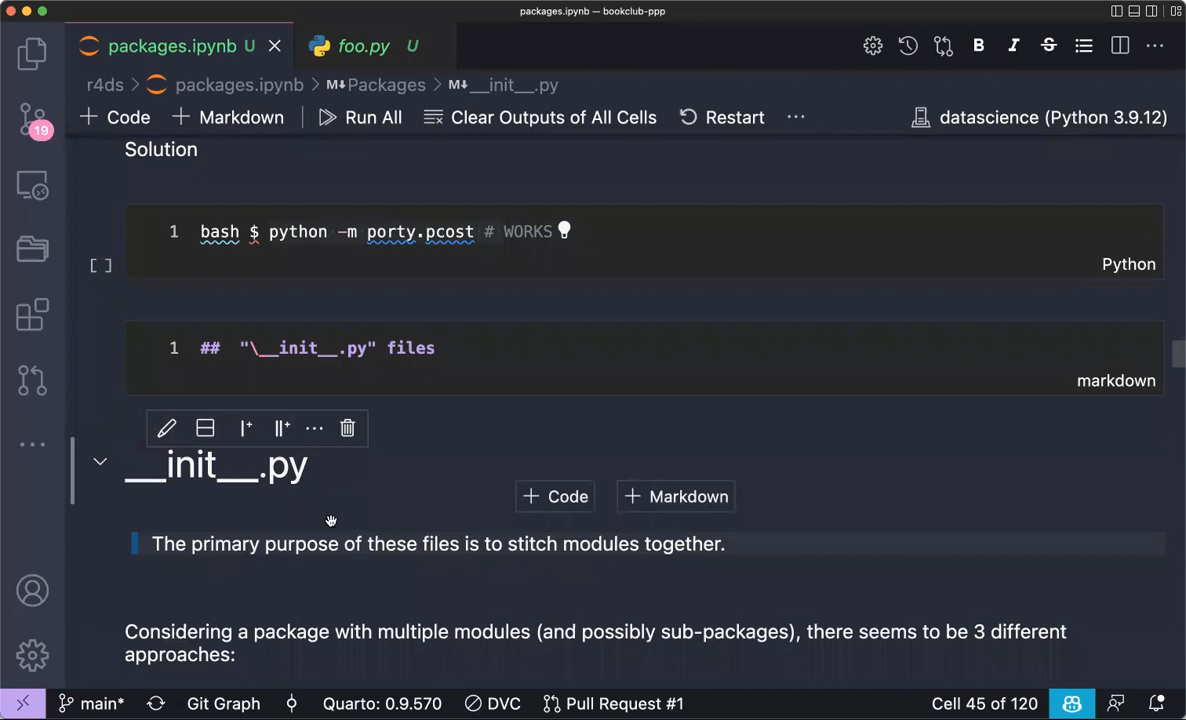 packages.ipynb — bookclub-ppp
packages.ipynb U
foo.py U
r4ds > packages.ipynb > M↓Packages > M↓__init__.py
+ Code + Markdown Run All Clear Outputs of All Cells Restart ... datascience (Python 3.9.12)
Solution
1 bash $ python -m porty.pcost # WORKS
[ ]
Python
1 ## "\__init__.py" files
markdown
__init__.py
+ Code + Markdown
The primary purpose of these files is to stitch modules together.
Considering a package with multiple modules (and possibly sub-packages), there seems to be 3 different
approaches:
19
main* Git Graph Quarto: 0.9.570 DVC Pull Request #1 Cell 45 of 120